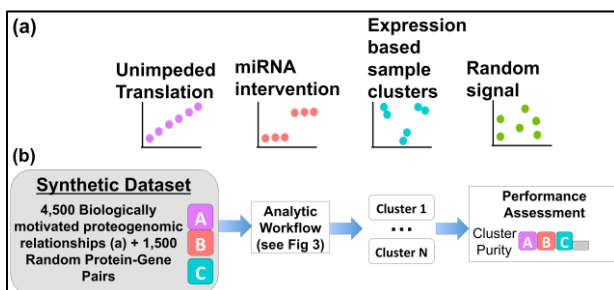 (a)
Unimpeded
Translation
miRNA
intervention
Expression
based
sample
clusters
Random
signal
(b)
Synthetic Dataset
4,500 Biologically
motivated proteogenomic
relationships (a) + 1,500
Random Protein-Gene
Pairs
A
B
C
Analytic
Workflow
(see Fig 3)
Cluster 1
...
Cluster N
Performance
Assessment
Cluster
Purity
A B C